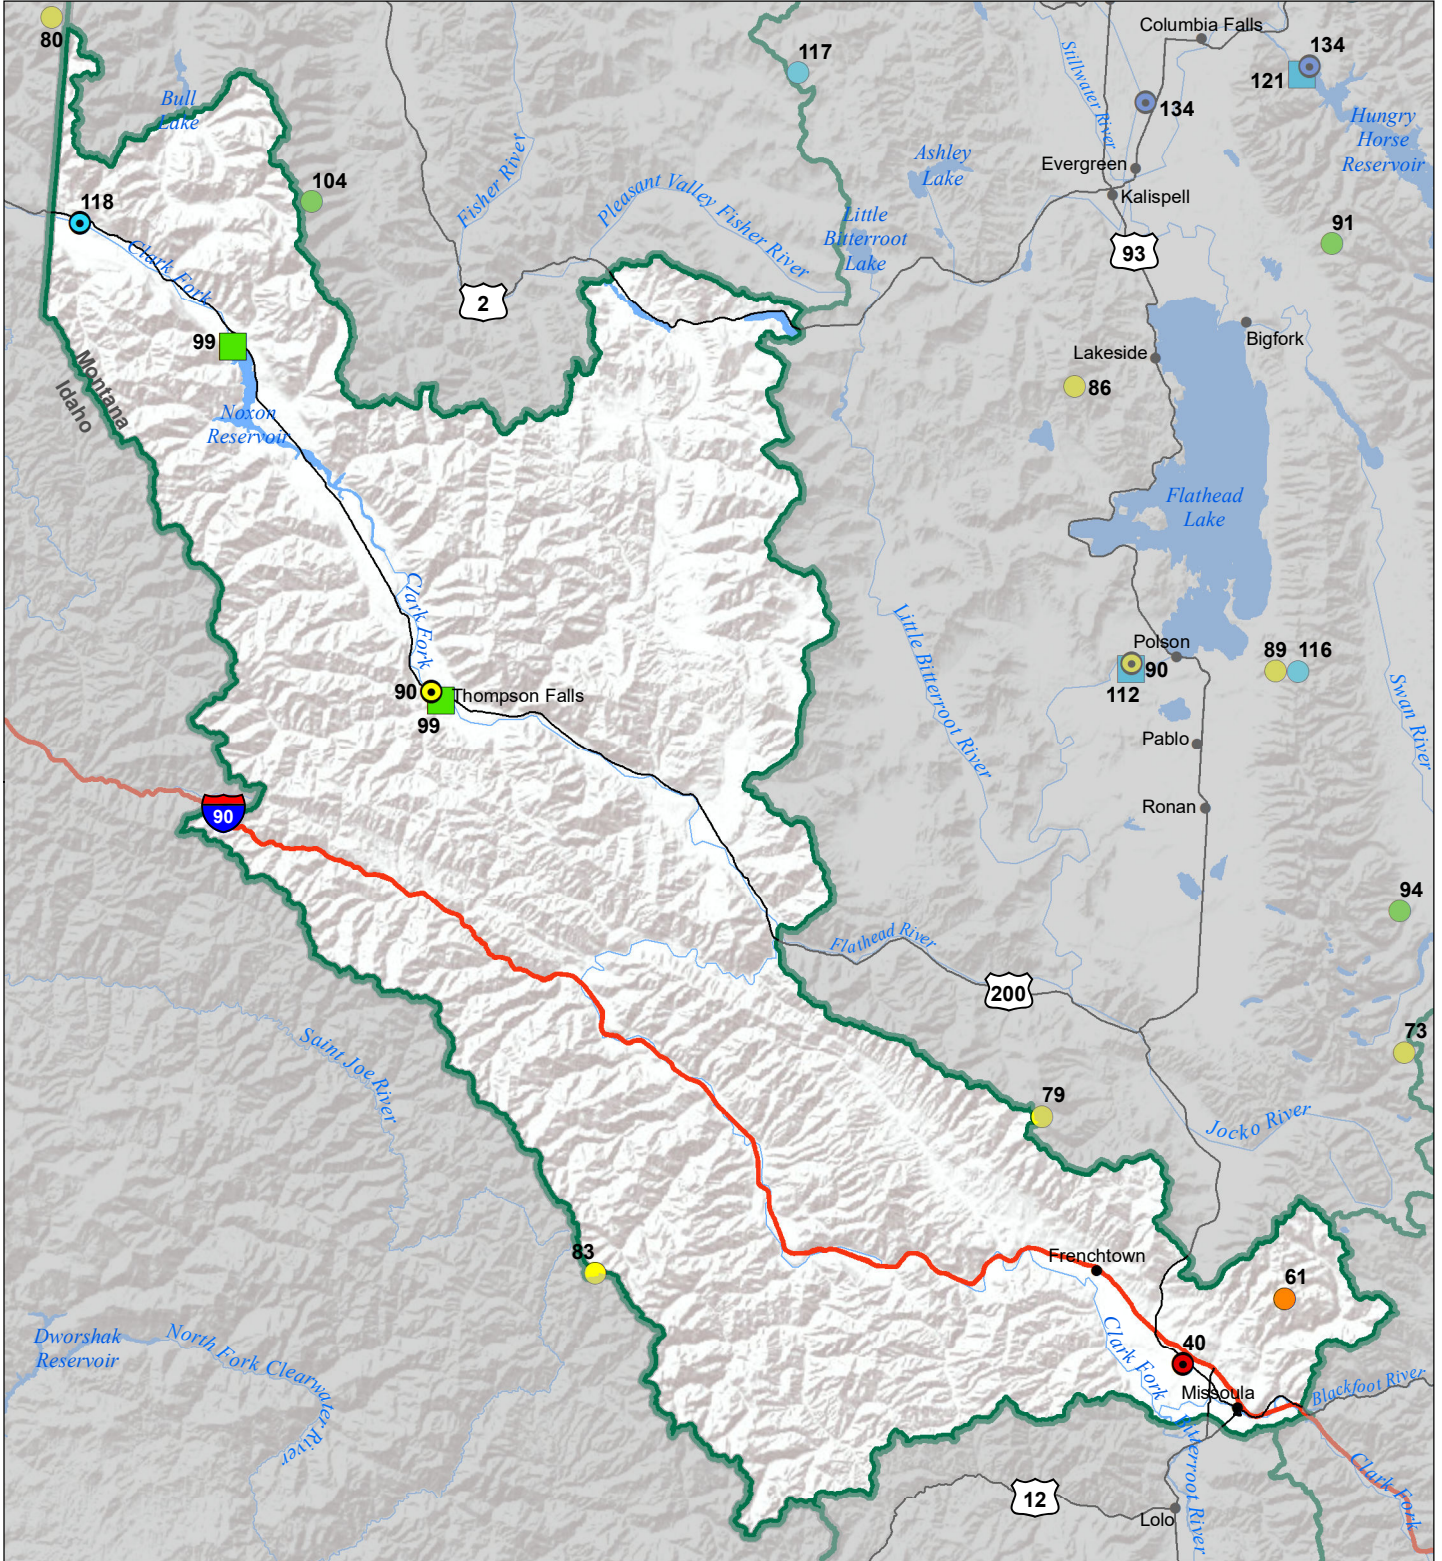 80
Bull
Lake
117
Columbia Falls
134
121
Stillwater River
134
Hungry
Horse
Reservoir
Fisher River
Ashley
Lake
Evergreen
Kalispell
104
Pleasant Valley Fisher River
118
Little
Bitterroot
Lake
91
93
Clark Fork
2
99
Bigfork
Lakeside
86
Montana
Idaho
Noxon
Reservoir
Flathead
Lake
Clark Fork
Little Bitterroot River
Polson
90
112
89
116
90
Thompson Falls
99
Swan River
Pablo
Ronan
90
94
Flathead River
200
Saint Joe River
73
79
Jocko River
83
Frenchtown
61
Dworshak
Reservoir
North Fork Clearwater
River
Clark Fork
40
Missoula
Blackfoot River
Bitterroot River
Clark Fork
12
Lolo